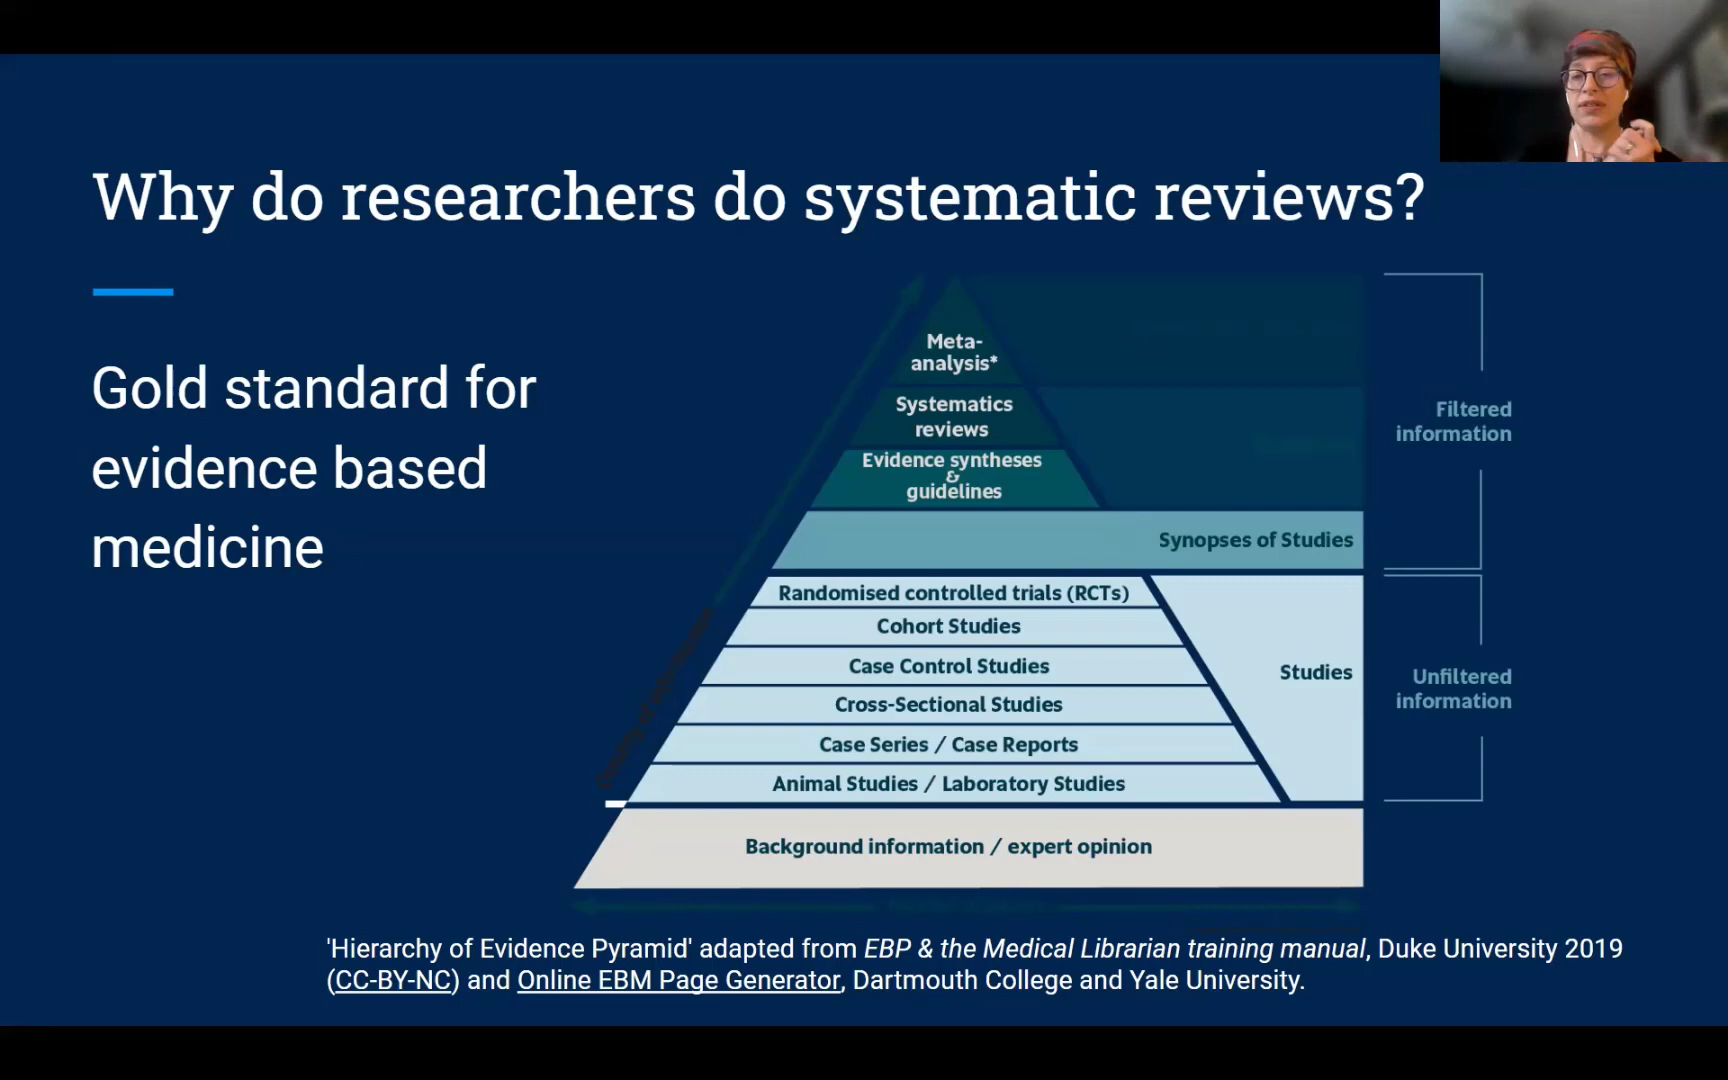 Why do researchers do systematic reviews?
Gold standard for
evidence based
medicine
Meta-
analysis*
Systematics
reviews
Evidence syntheses
&
guidelines
Synopses of Studies
Randomised controlled trials (RCTs)
Cohort Studies
Case Control Studies
Cross-Sectional Studies
Case Series / Case Reports
Animal Studies / Laboratory Studies
Studies
Background information / expert opinion
Filtered
information
Unfiltered
information
'Hierarchy of Evidence Pyramid' adapted from EBP & the Medical Librarian training manual, Duke University 2019
(CC-BY-NC) and Online EBM Page Generator, Dartmouth College and Yale University.